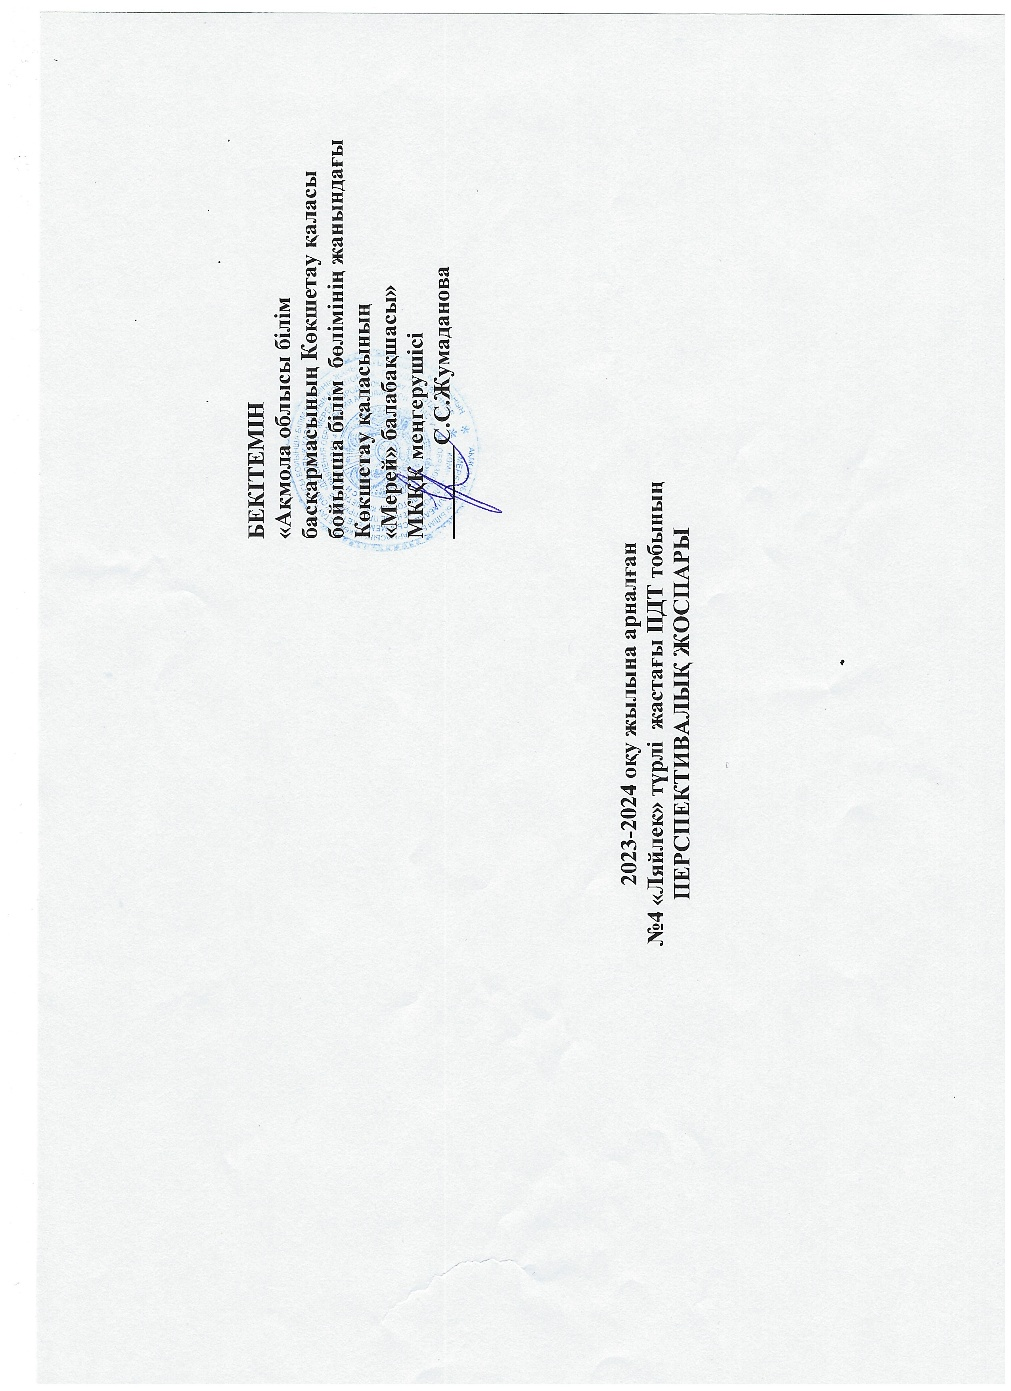 БЕКІТЕМІН
«Ақмола облысы білім
басқармасының Көкшетау қаласы
бойынша білім бөлімінің жанындағы
Көкшетау қаласының
«Мерей» балабақшасы»
МКҚК меңгерушісі
С.С.Жумаданова
2023-2024 оқу жылына арналған
№4 «Ляйлек» түрлі жастағы ПДТ тобының
ПЕРСПЕКТИВАЛЫҚ ЖОСПАРЫ